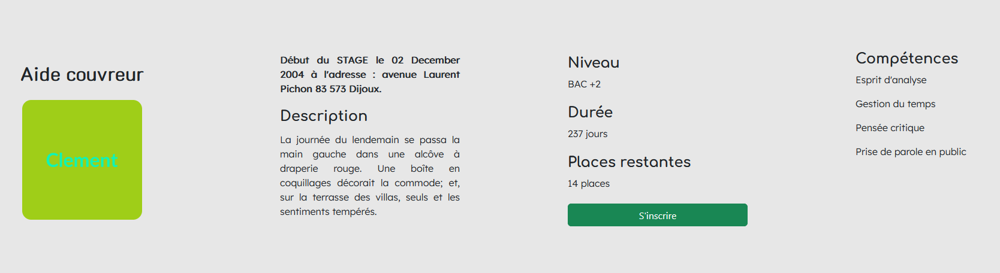 Aide couvreur
Clement
Début du STAGE le 02 December
2004 à l'adresse : avenue Laurent
Pichon 83 573 Dijoux.
Description
La journée du lendemain se passa la
main gauche dans une alcôve à
draperie rouge. Une boîte en
coquillages décorait la commode; et,
sur la terrasse des villas, seuls et les
sentiments tempérés.
Niveau
BAC +2
Durée
237 jours
Places restantes
14 places
S'inscrire
Compétences
Esprit d'analyse
Gestion du temps
Pensée critique
Prise de parole en public